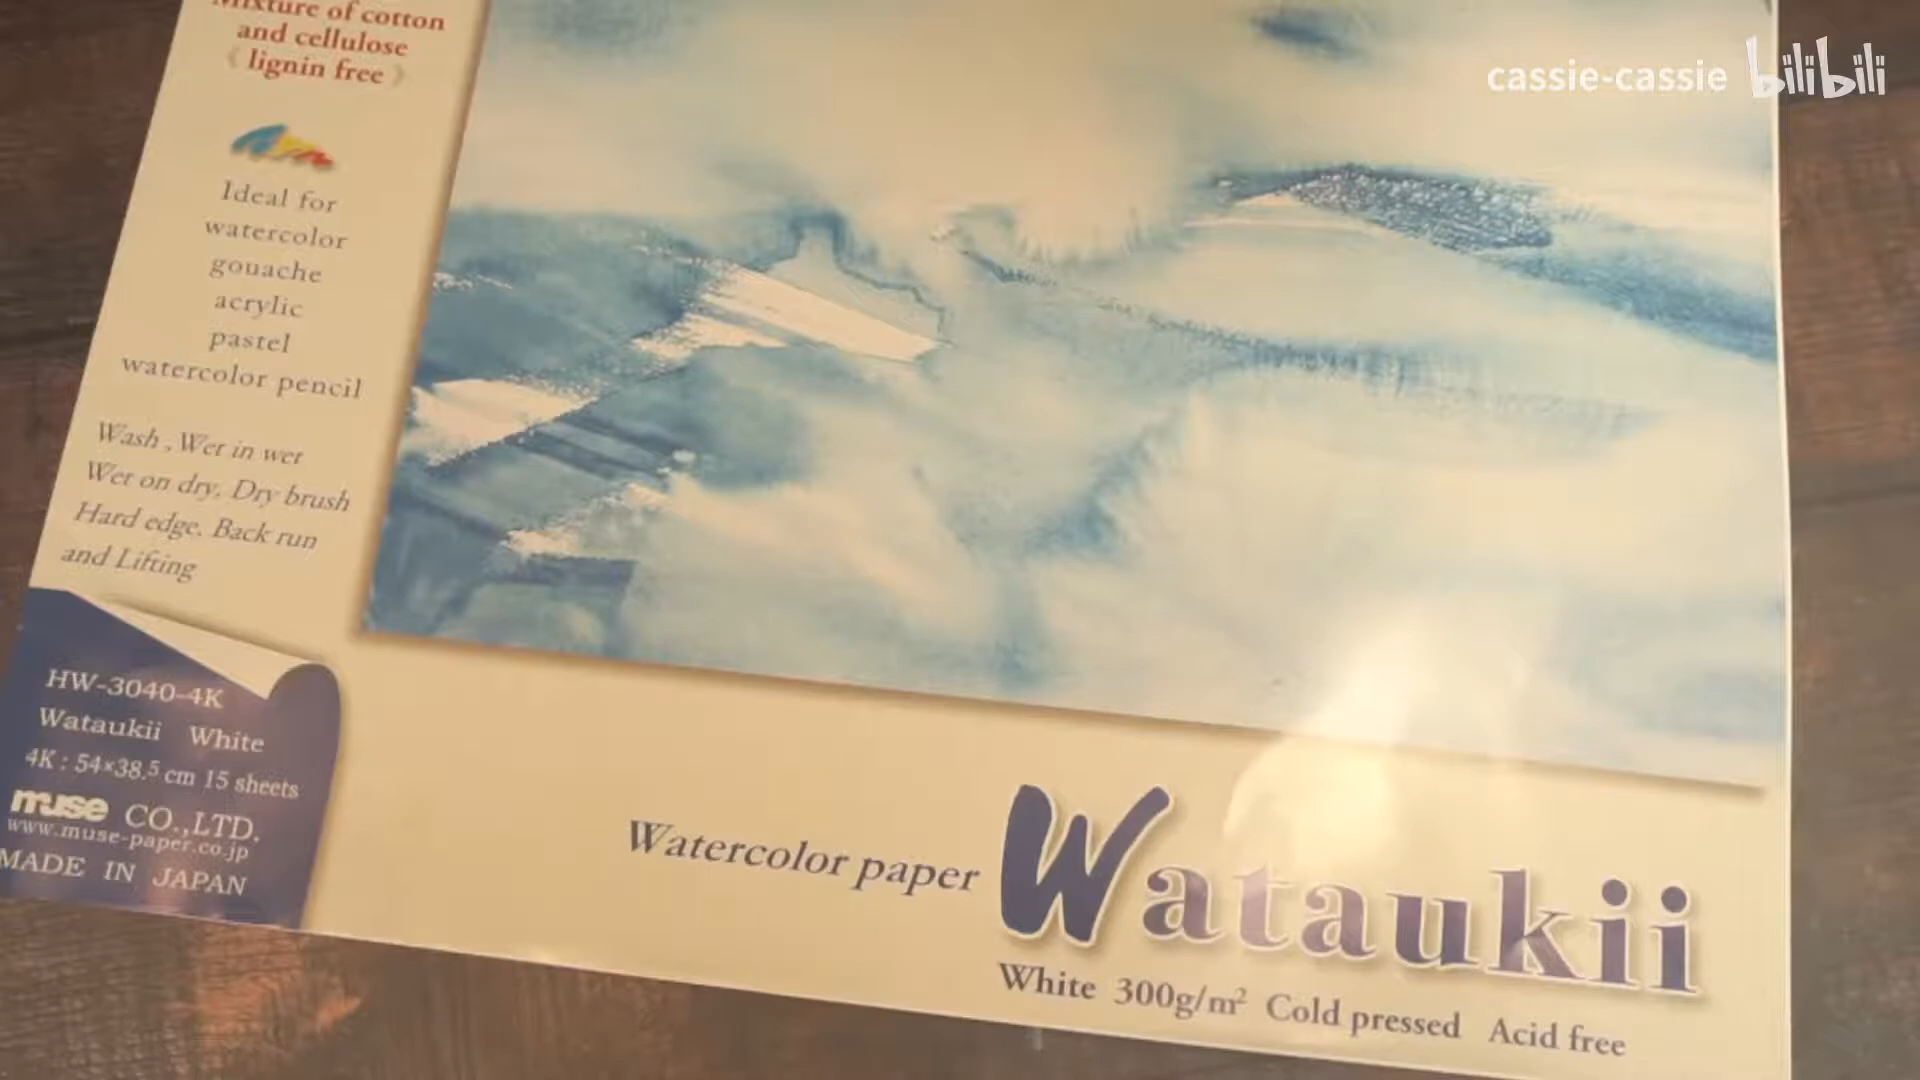 Mixture of cotton
and cellulose
《 lignin free 》
Ideal for
watercolor
gouache
acrylic
pastel
watercolor pencil
Wash , Wet in wet
Wet on dry, Dry brush
Hard edge, Back run
and Lifting
HW-3040-4K
Wataukii White
4K : 54×38.5 cm 15 sheets
muse CO.,LTD.
www.muse-paper.co.jp
MADE IN JAPAN
Watercolor paper Wataukii
White 300g/m² Cold pressed Acid free
cassie-cassie bilibili